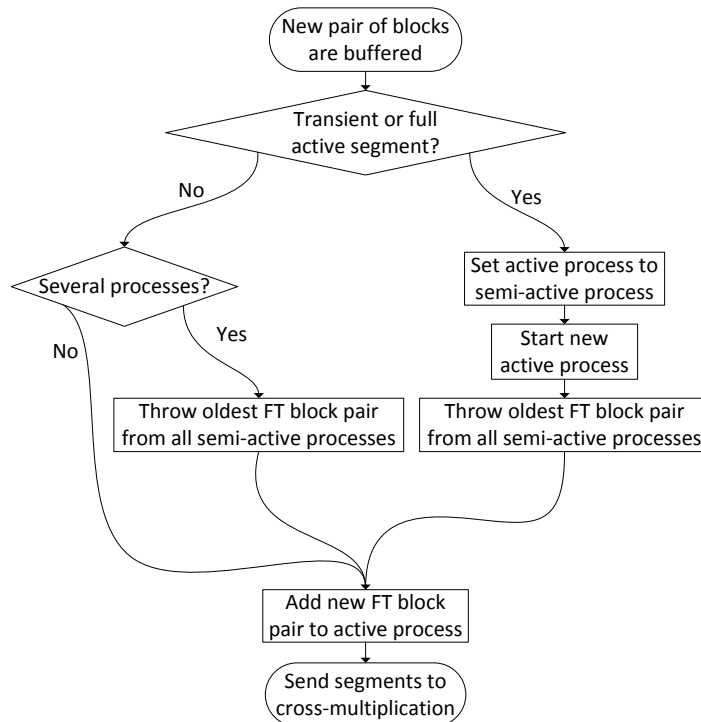 New pair of blocks
are buffered
Transient or full
active segment?
No
Yes
Several processes?
Set active process to
semi-active process
No
Yes
Start new
active process
Throw oldest FT block pair
from all semi-active processes
Throw oldest FT block pair
from all semi-active processes
Add new FT block
pair to active process
Send segments to
cross-multiplication